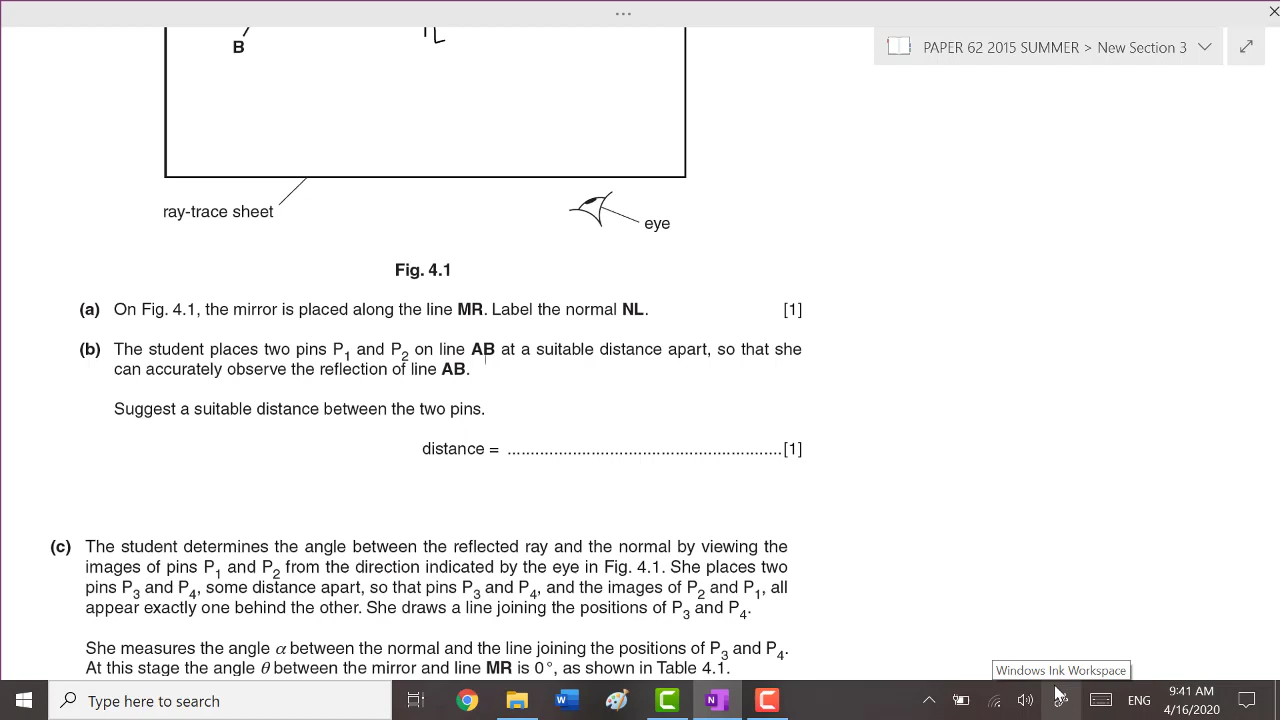 PAPER 62 2015 SUMMER > New Section 3
L
B
ray-trace sheet
eye
Fig. 4.1
(a) On Fig. 4.1, the mirror is placed along the line MR. Label the normal NL. [1]
(b) The student places two pins P1 and P2 on line AB at a suitable distance apart, so that she
can accurately observe the reflection of line AB.
Suggest a suitable distance between the two pins.
distance = ..........................................................[1]
(c) The student determines the angle between the reflected ray and the normal by viewing the
images of pins P1 and P2 from the direction indicated by the eye in Fig. 4.1. She places two
pins P3 and P4, some distance apart, so that pins P3 and P4, and the images of P2 and P1, all
appear exactly one behind the other. She draws a line joining the positions of P3 and P4.
She measures the angle α between the normal and the line joining the positions of P3 and P4.
At this stage the angle θ between the mirror and line MR is 0°, as shown in Table 4.1.
Windows Ink Workspace
Type here to search
ENG
9:41 AM
4/16/2020